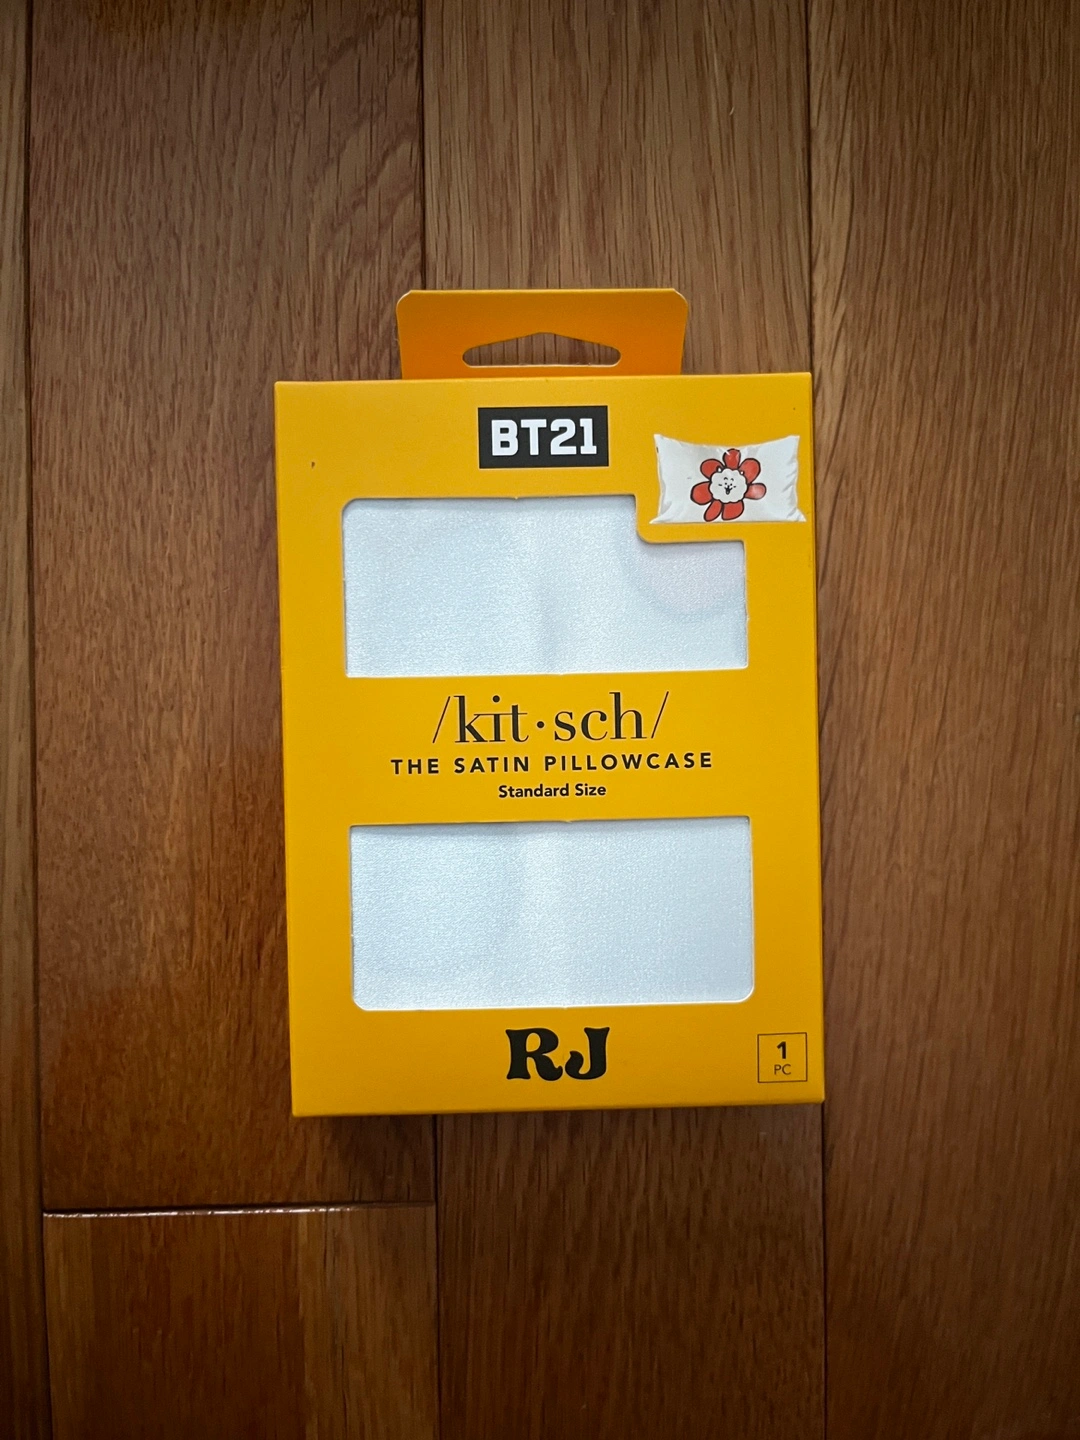 BT21
/kit·sch/
THE SATIN PILLOWCASE
Standard Size
RJ
1
PC